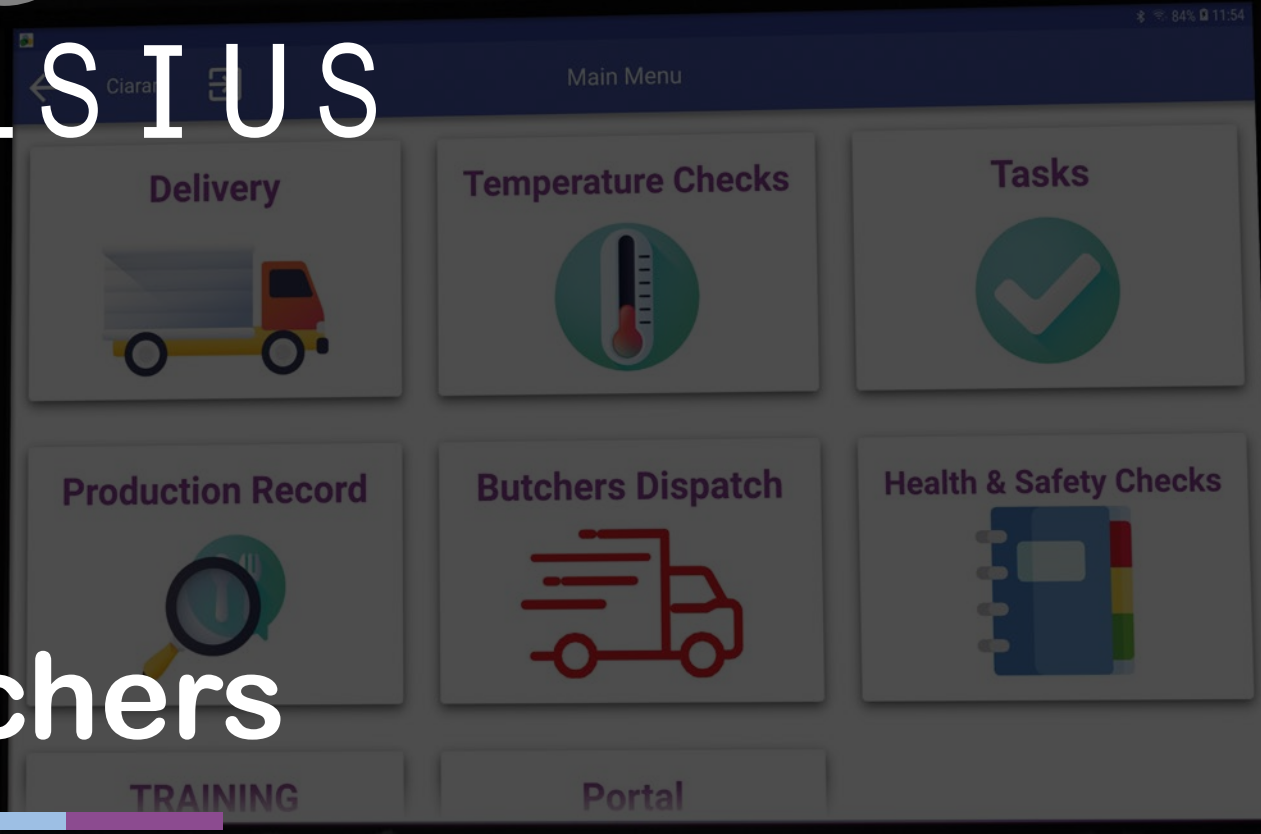 84% 11:54
LSIUS
Ciaran
Main Menu
Delivery
Temperature Checks
Tasks
Production Record
Butchers Dispatch
Health & Safety Checks
chers
TRAINING
Portal